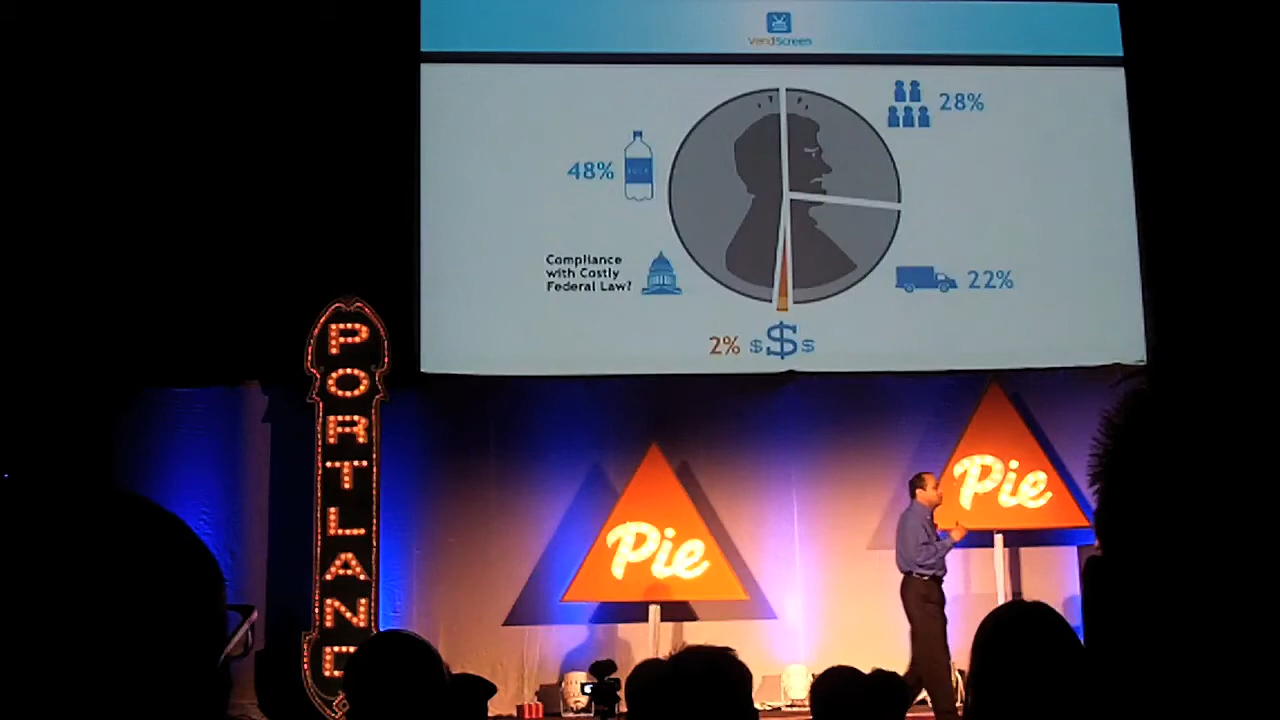 VendScreen
28%
48%
Compliance
with Costly
Federal Law?
22%
2% $ $ $
PORTLAND
Pie
Pie